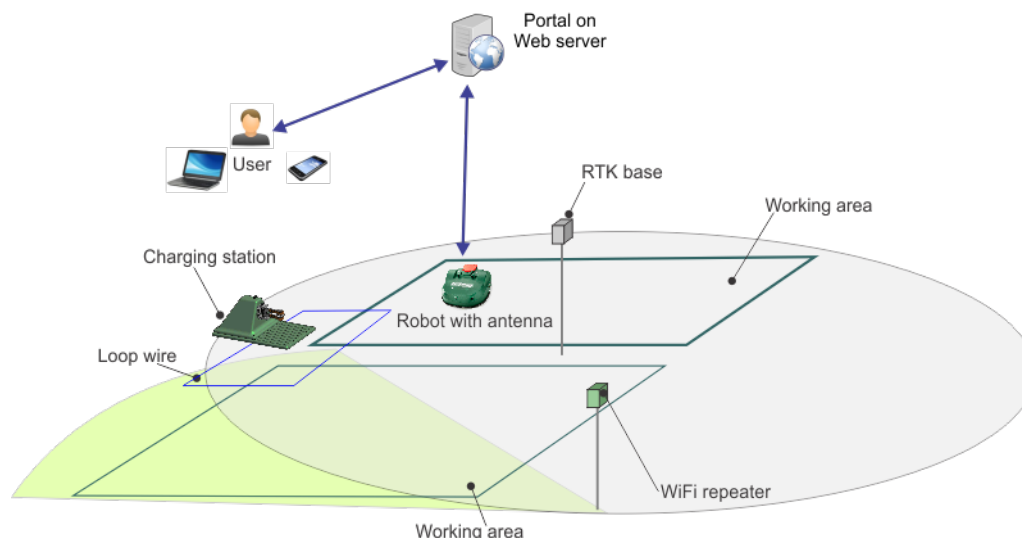 Portal on
Web server
User
RTK base
Working area
Charging station
Robot with antenna
Loop wire
WiFi repeater
Working area